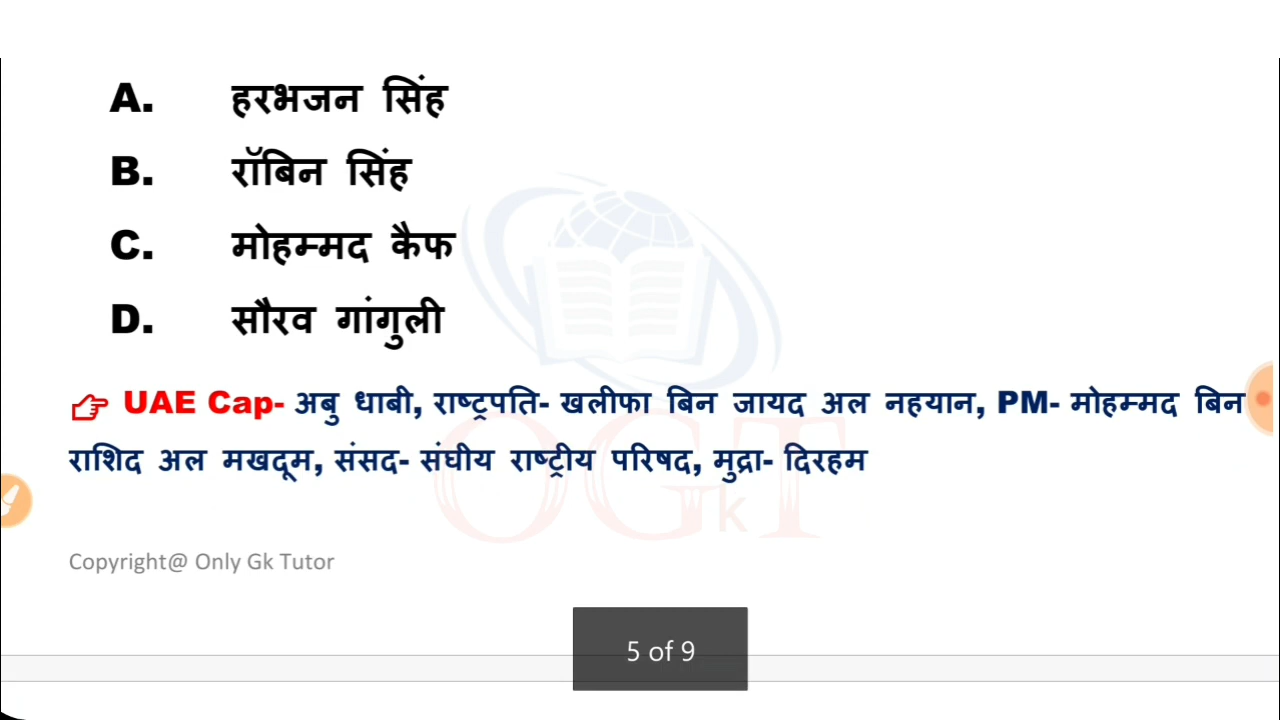 A. हरभजन सिंह
B. रॉबिन सिंह
C. मोहम्मद कैफ
D. सौरव गांगुली
UAE Cap- अबु धाबी, राष्ट्रपति- खलीफा बिन जायद अल नहयान, PM- मोहम्मद बिन
राशिद अल मखदूम, संसद- संघीय राष्ट्रीय परिषद, मुद्रा- दिरहम
OGkT
Copyright@ Only Gk Tutor
5 of 9